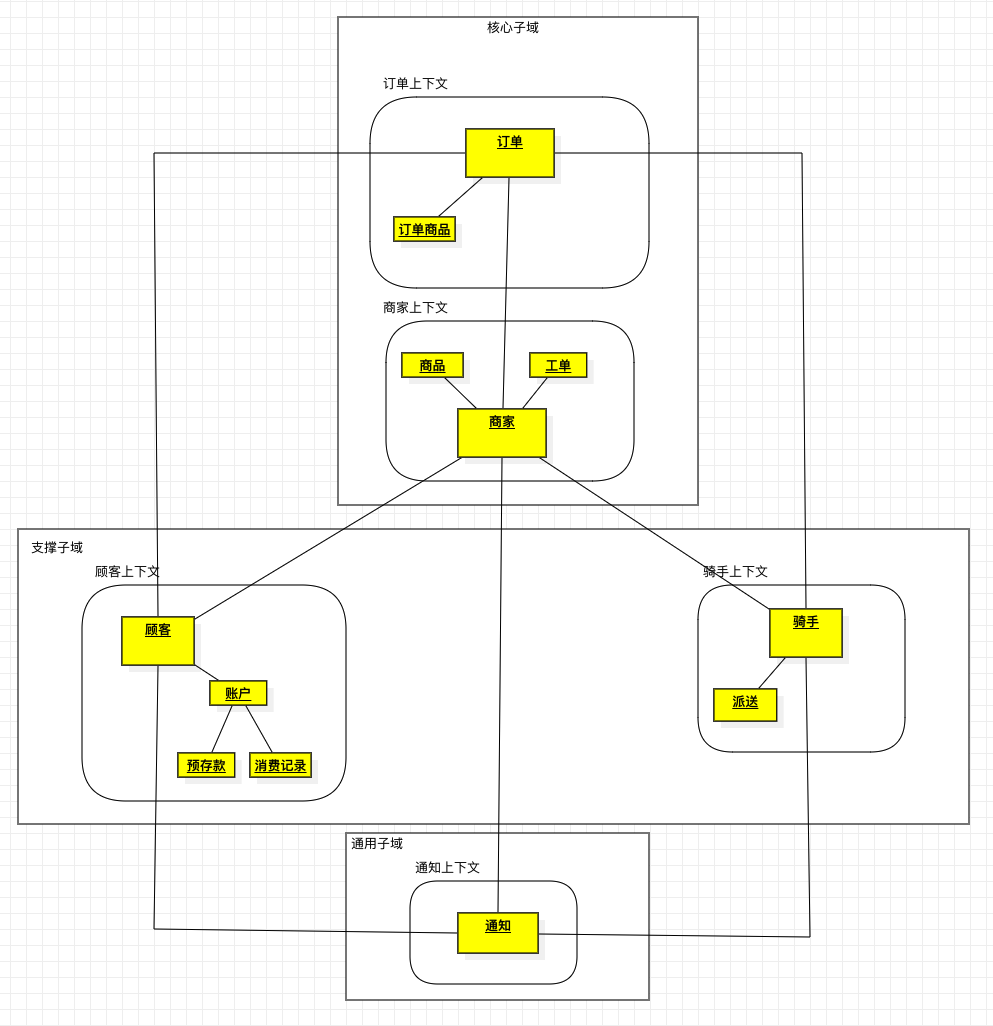 核心子域
订单上下文
订单
订单商品
商家上下文
商品
工单
商家
支撑子域
顾客上下文
骑手上下文
顾客
骑手
账户
派送
预存款
消费记录
通用子域
通知上下文
通知